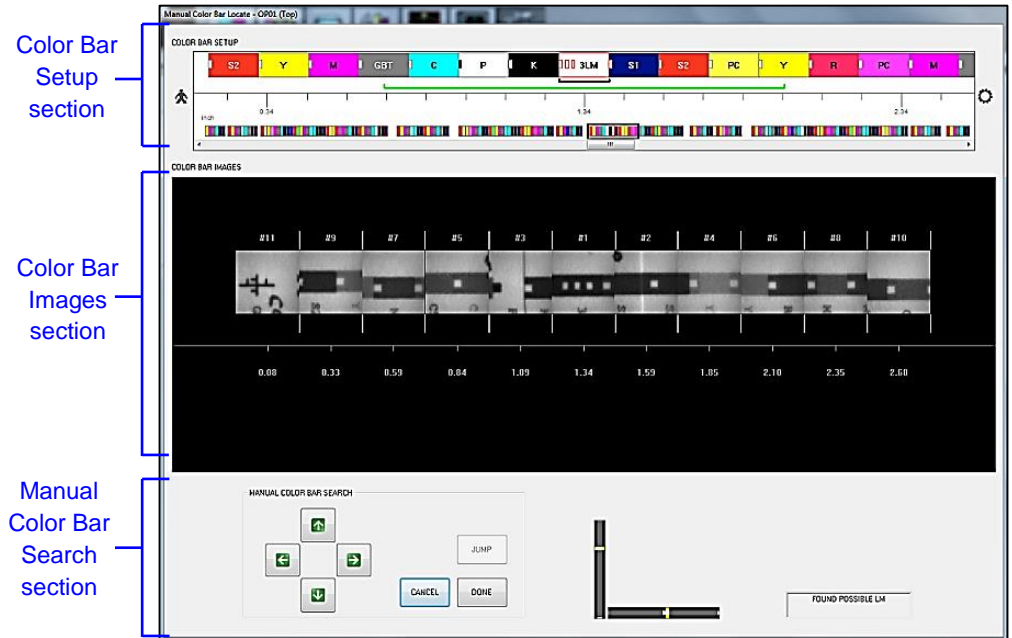 Manual Color Bar Locate - OP01 (Top)
Color Bar
Setup
section
COLOR BAR SETUP
S2 Y M GBT C P K 3LM S1 S2 PC Y R PC M
0.34 1.34 2.34
inch
Color Bar
Images
section
COLOR BAR IMAGES
#11 #9 #7 #5 #3 #1 #2 #4 #6 #8 #10
0.08 0.33 0.59 0.84 1.09 1.34 1.59 1.85 2.10 2.35 2.60
Manual
Color Bar
Search
section
MANUAL COLOR BAR SEARCH
JUMP
CANCEL DONE
FOUND POSSIBLE LM